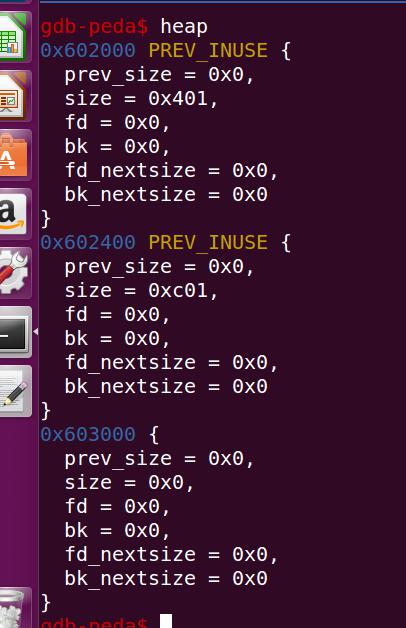 gdb-peda$ heap
0x602000 PREV_INUSE {
  prev_size = 0x0,
  size = 0x401,
  fd = 0x0,
  bk = 0x0,
  fd_nextsize = 0x0,
  bk_nextsize = 0x0
}
0x602400 PREV_INUSE {
  prev_size = 0x0,
  size = 0xc01,
  fd = 0x0,
  bk = 0x0,
  fd_nextsize = 0x0,
  bk_nextsize = 0x0
}
0x603000 {
  prev_size = 0x0,
  size = 0x0,
  fd = 0x0,
  bk = 0x0,
  fd_nextsize = 0x0,
  bk_nextsize = 0x0
}
gdb-peda$